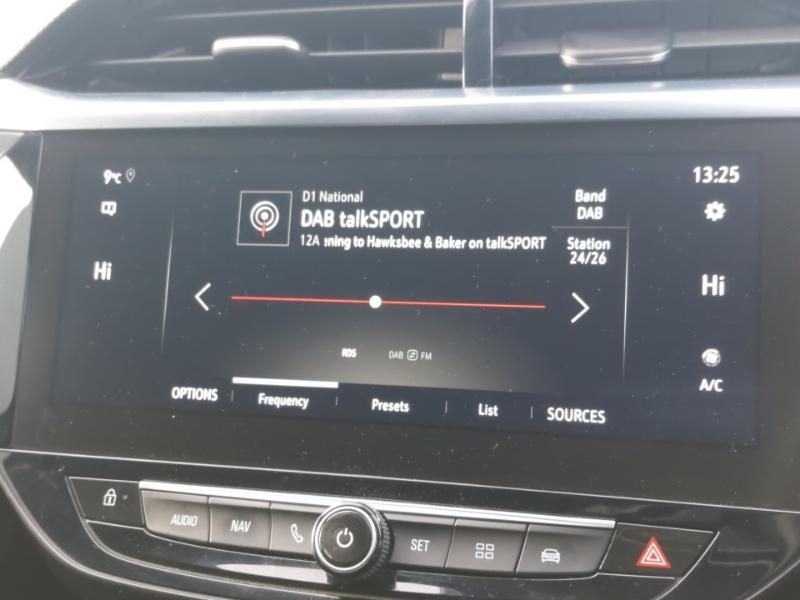 9°C
13:25
D1 National
DAB talkSPORT
12A ning to Hawksbee & Baker on talkSPORT
Band
DAB
Station
24/26
Hi
Hi
RDS
DAB FM
A/C
OPTIONS
Frequency
Presets
List
SOURCES
AUDIO
NAV
SET